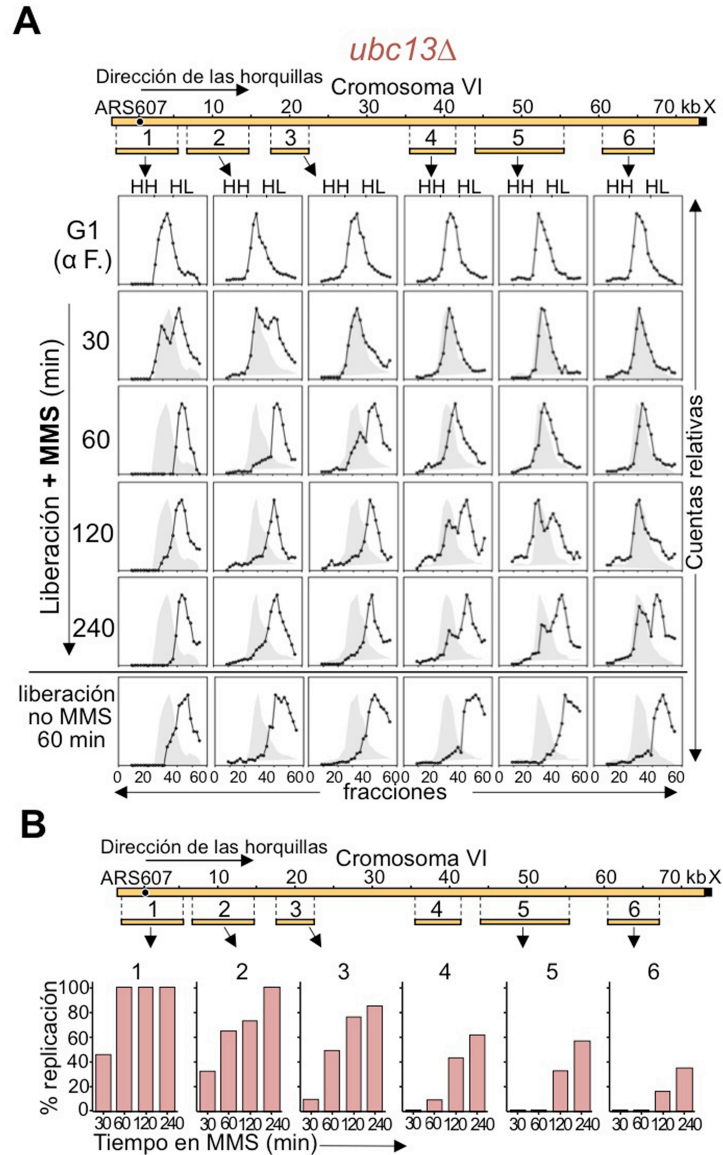 A
ubc13Δ
Dirección de las horquillas
Cromosoma VI
ARS607 10 20 30 40 50 60 70 kb X
1 2 3 4 5 6
HH HL HH HL HH HL HH HL HH HL HH HL
G1
(α F.)
30
60
120
240
Liberación + MMS (min)
Cuentas relativas
liberación
no MMS
60 min
0 20 40 60 0 20 40 60 0 20 40 60 0 20 40 60 0 20 40 60 0 20 40 60
fracciones
B
Dirección de las horquillas
Cromosoma VI
ARS607 10 20 30 40 50 60 70 kb X
1 2 3 4 5 6
1 2 3 4 5 6
% replicación
100
80
60
40
20
0
30 60 120 240 30 60 120 240 30 60 120 240 30 60 120 240 30 60 120 240 30 60 120 240
Tiempo en MMS (min)